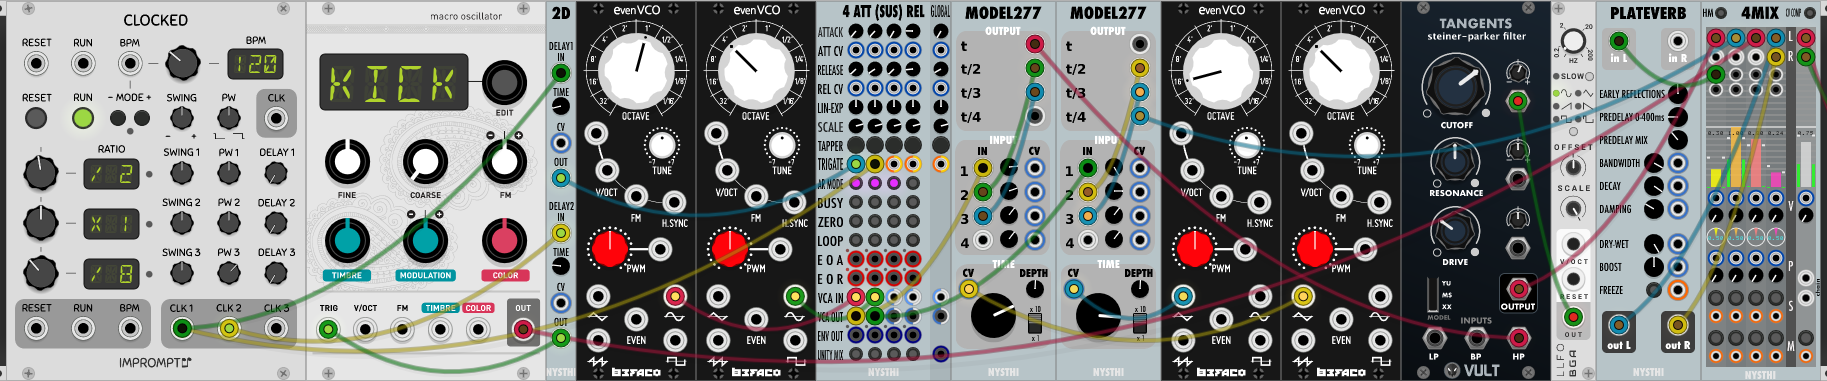 CLOCKED
RESET RUN BPM BPM
120
RESET RUN - MODE + SWING PW CLK
RATIO SWING 1 PW 1 DELAY 1
/ 2
SWING 2 PW 2 DELAY 2
X 1
SWING 3 PW 3 DELAY 3
/ 8
RESET RUN BPM CLK 1 CLK 2 CLK 3
IMPROMPTU
macro oscillator
KICK
EDIT
FINE COARSE FM
TIMBRE MODULATION COLOR
TRIG V/OCT FM TIMBRE COLOR OUT
2D
DELAY1
IN
TIME
CV
OUT
DELAY2
IN
TIME
CV
OUT
NYSTHI
evenVCO
OCTAVE
TUNE
V/OCT
FM
H.SYNC
PWM
EVEN
BEFACO
evenVCO
OCTAVE
TUNE
V/OCT
FM
H.SYNC
PWM
EVEN
BEFACO
4 ATT (SUS) REL GLOBAL
ATTACK
ATT CV
RELEASE
REL CV
LIN-EXP
SCALE
TAPPER
TRIGATE
AR MODE
BUSY
ZERO
LOOP
E O A
E O R
VCA IN
VCA OUT
ENV OUT
UNITY MIX
NYSTHI
MODEL277
OUTPUT
t
t/2
t/3
t/4
INPUT
IN CV
1
2
3
4
TIME
CV DEPTH
x 10
x 1
NYSTHI
MODEL277
OUTPUT
t
t/2
t/3
t/4
INPUT
IN CV
1
2
3
4
TIME
CV DEPTH
x 10
x 1
NYSTHI
evenVCO
OCTAVE
TUNE
V/OCT
FM
H.SYNC
PWM
EVEN
BEFACO
evenVCO
OCTAVE
TUNE
V/OCT
FM
H.SYNC
PWM
EVEN
BEFACO
TANGENTS
steiner-parker filter
CUTOFF
RESONANCE
DRIVE
YU
MS
XX
MODEL
OUTPUT
INPUTS
LP BP HP
VULT
HZ
SLOW
OFFSET
SCALE
V/OCT
RESET
OUT
LLFO
BGA
PLATEVERB
in L in R
EARLY REFLECTIONS
PREDELAY 0-400ms
PREDELAY MIX
BANDWIDTH
DECAY
DAMPING
DRY-WET
BOOST
FREEZE
out L out R
NYSTHI
4MIX
L
R
V
P
S
M
NYSTHI